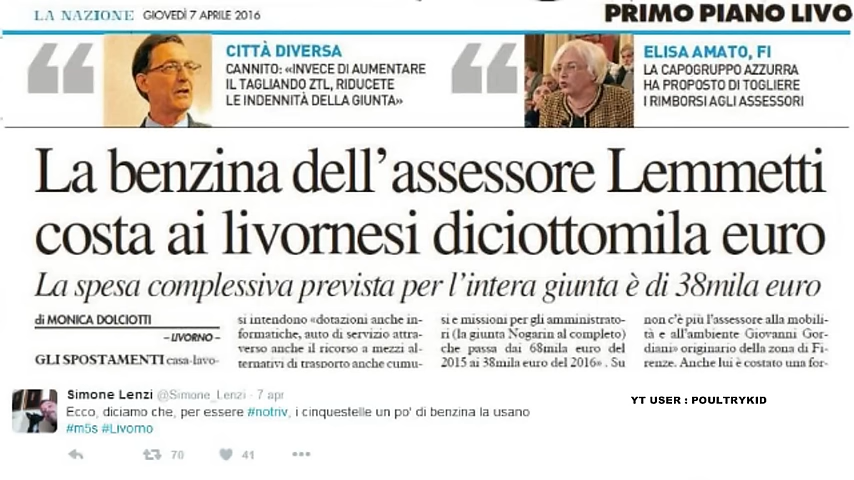 LA NAZIONE GIOVEDÌ 7 APRILE 2016
PRIMO PIANO LIVO
CITTÀ DIVERSA
CANNITO: «INVECE DI AUMENTARE
IL TAGLIANDO ZTL, RIDUCETE
LE INDENNITÀ DELLA GIUNTA»
ELISA AMATO, FI
LA CAPOGRUPPO AZZURRA
HA PROPOSTO DI TOGLIERE
I RIMBORSI AGLI ASSESSORI
La benzina dell'assessore Lemmetti
costa ai livornesi diciottomila euro
La spesa complessiva prevista per l'intera giunta è di 38mila euro
di MONICA DOLCIOTTI
– LIVORNO –
GLI SPOSTAMENTI casa-lavo-
si intendono «dotazioni anche in-
formatiche, auto di servizio attra-
verso anche il ricorso a mezzi al-
ternativi di trasporto anche cumu-
si e missioni per gli amministrato-
ri (la giunta Nogarin al completo)
che passa dai 68mila euro del
2015 ai 38mila euro del 2016». Su
non c'è più l'assessore alla mobili-
tà e all'ambiente Giovanni Gor-
diani» originario della zona di Fi-
renze. Anche lui è costato una for-
Simone Lenzi @Simone_Lenzi · 7 apr
Ecco, diciamo che, per essere #notriv, i cinquestelle un po' di benzina la usano
#m5s #Livorno
70 41
YT USER : POULTRYKID